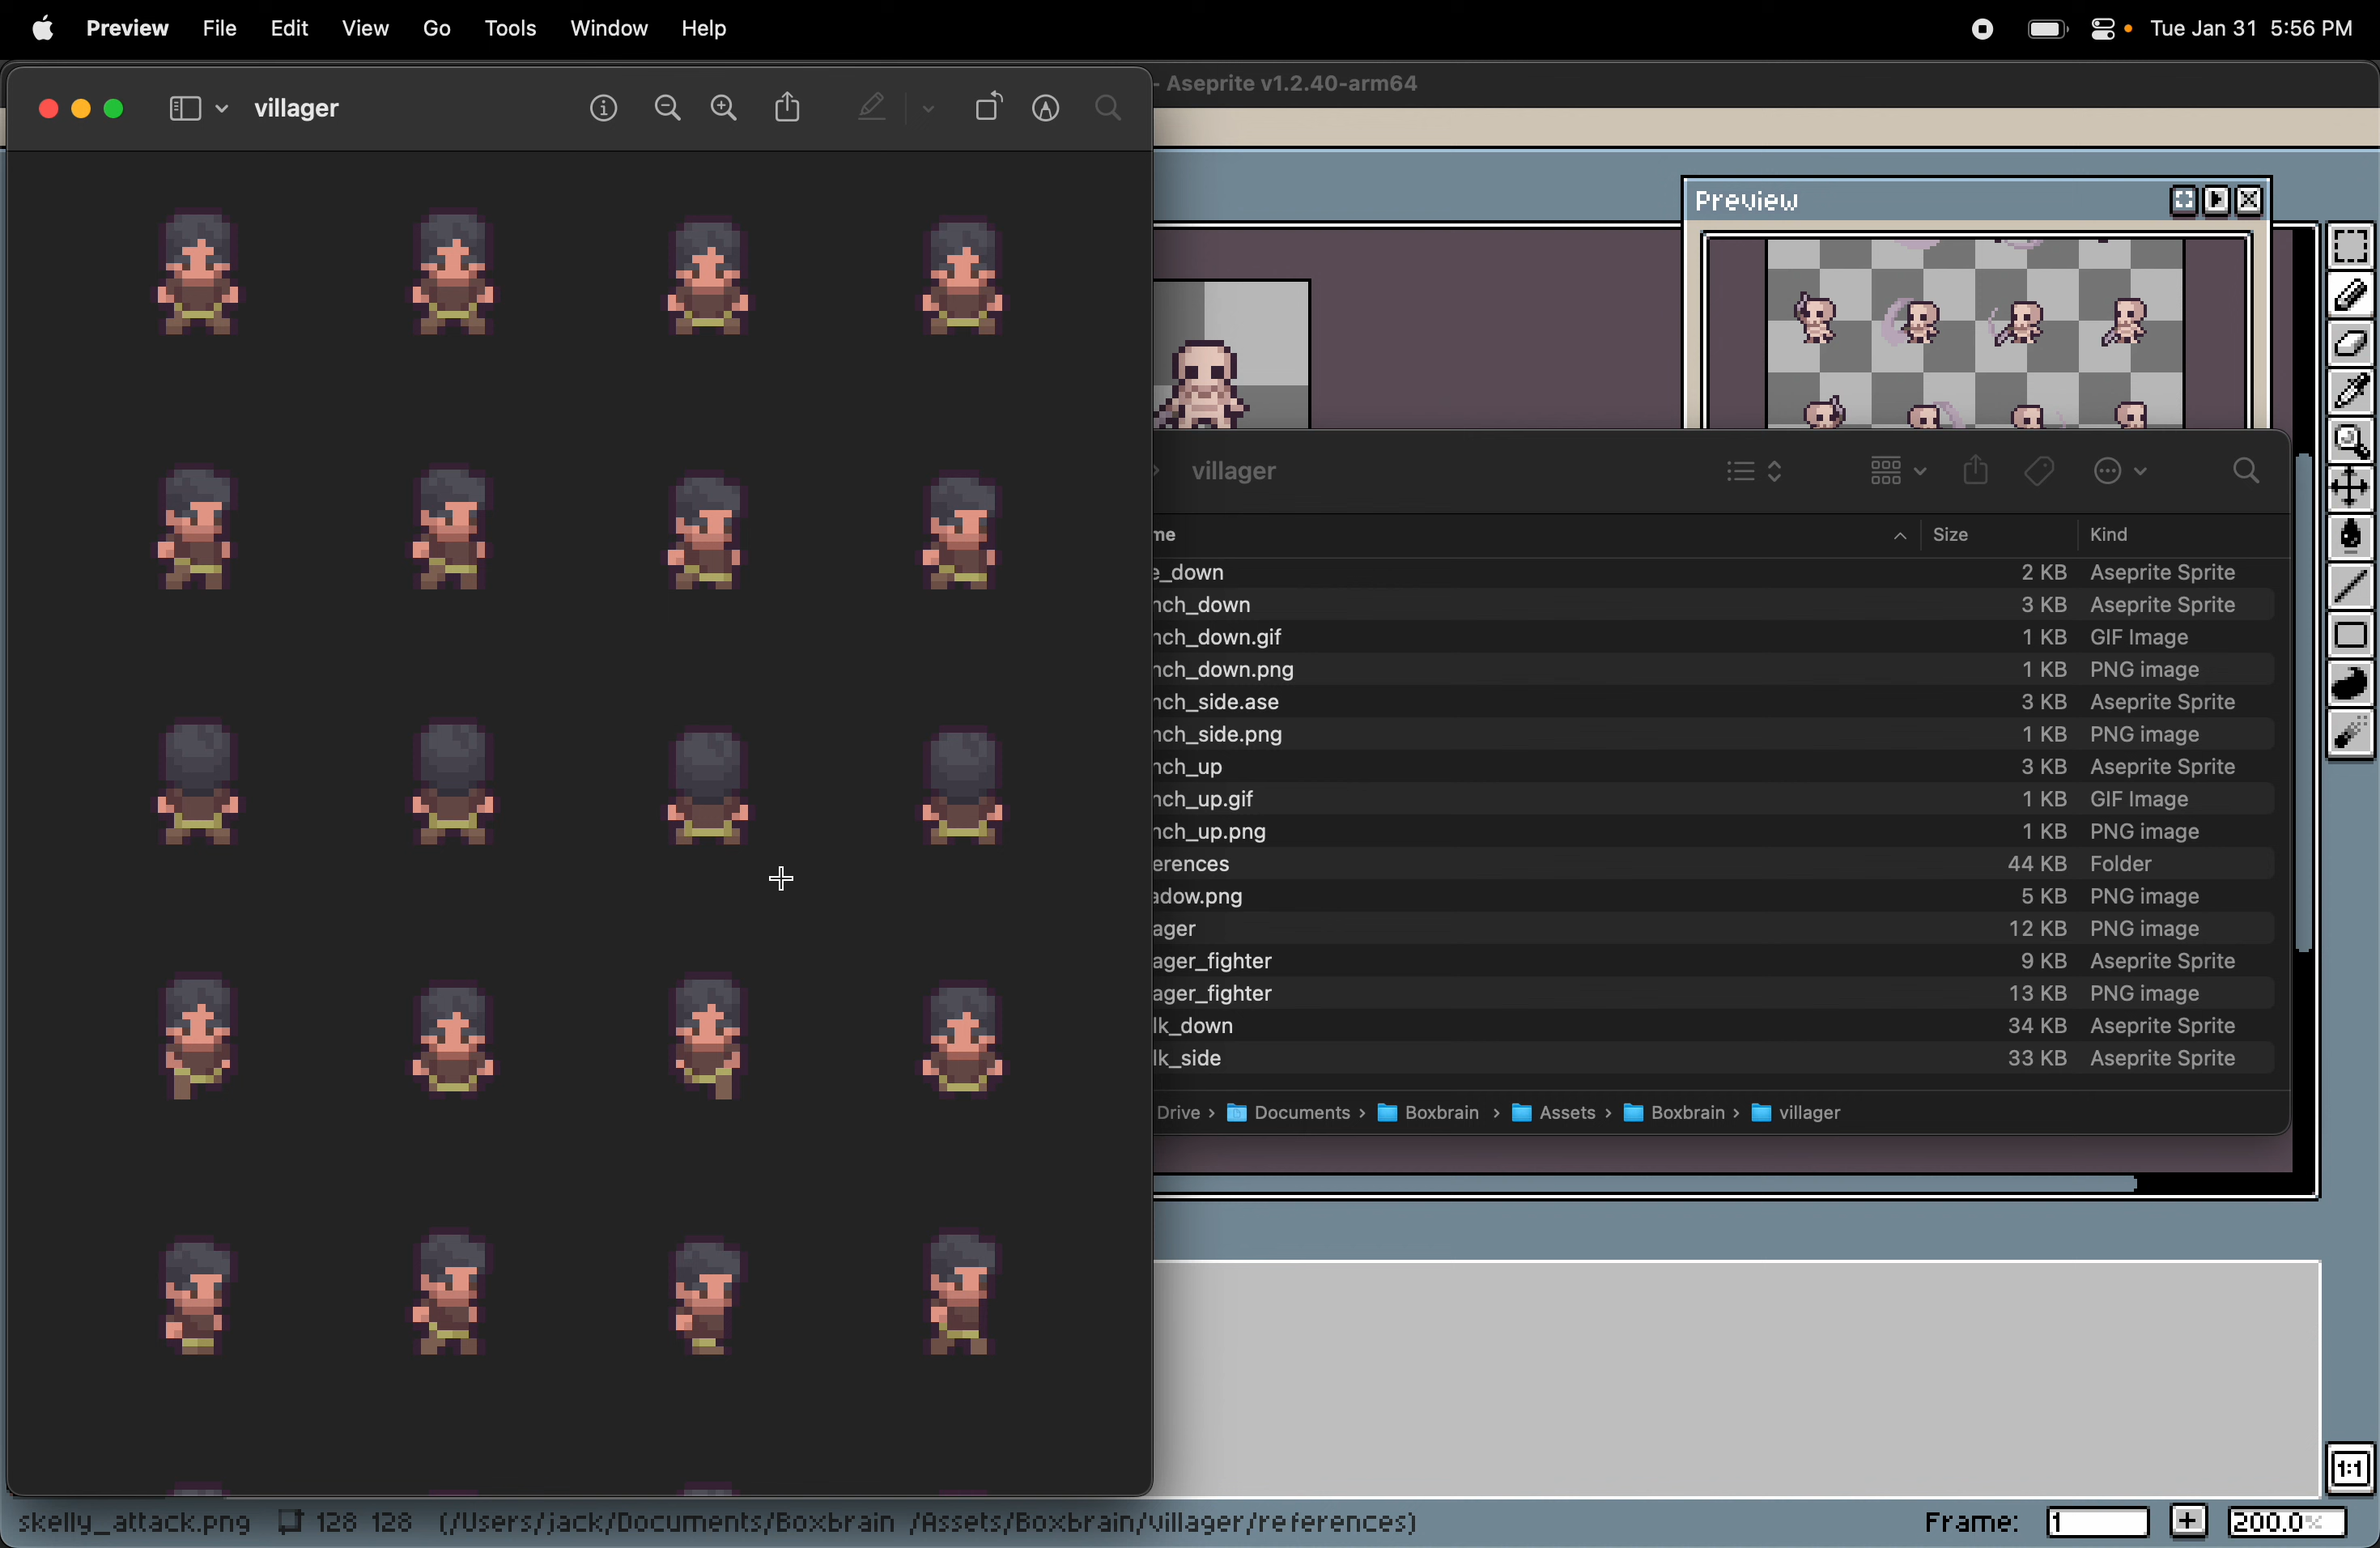 Preview File Edit View Go Tools Window Help Tue Jan 31 5:56 PM
- Aseprite v1.2.40-arm64
villager
Preview
villager
me Size Kind
e_down 2 KB Aseprite Sprite
nch_down 3 KB Aseprite Sprite
nch_down.gif 1 KB GIF Image
nch_down.png 1 KB PNG image
nch_side.ase 3 KB Aseprite Sprite
nch_side.png 1 KB PNG image
nch_up 3 KB Aseprite Sprite
nch_up.gif 1 KB GIF Image
nch_up.png 1 KB PNG image
erences 44 KB Folder
adow.png 5 KB PNG image
ager 12 KB PNG image
ager_fighter 9 KB Aseprite Sprite
ager_fighter 13 KB PNG image
lk_down 34 KB Aseprite Sprite
lk_side 33 KB Aseprite Sprite
Drive › Documents › Boxbrain › Assets › Boxbrain › villager
1:1
skelly_attack.png 128 128 (/Users/jack/Documents/Boxbrain /Assets/Boxbrain/villager/references) Frame: 1 + 200.0%